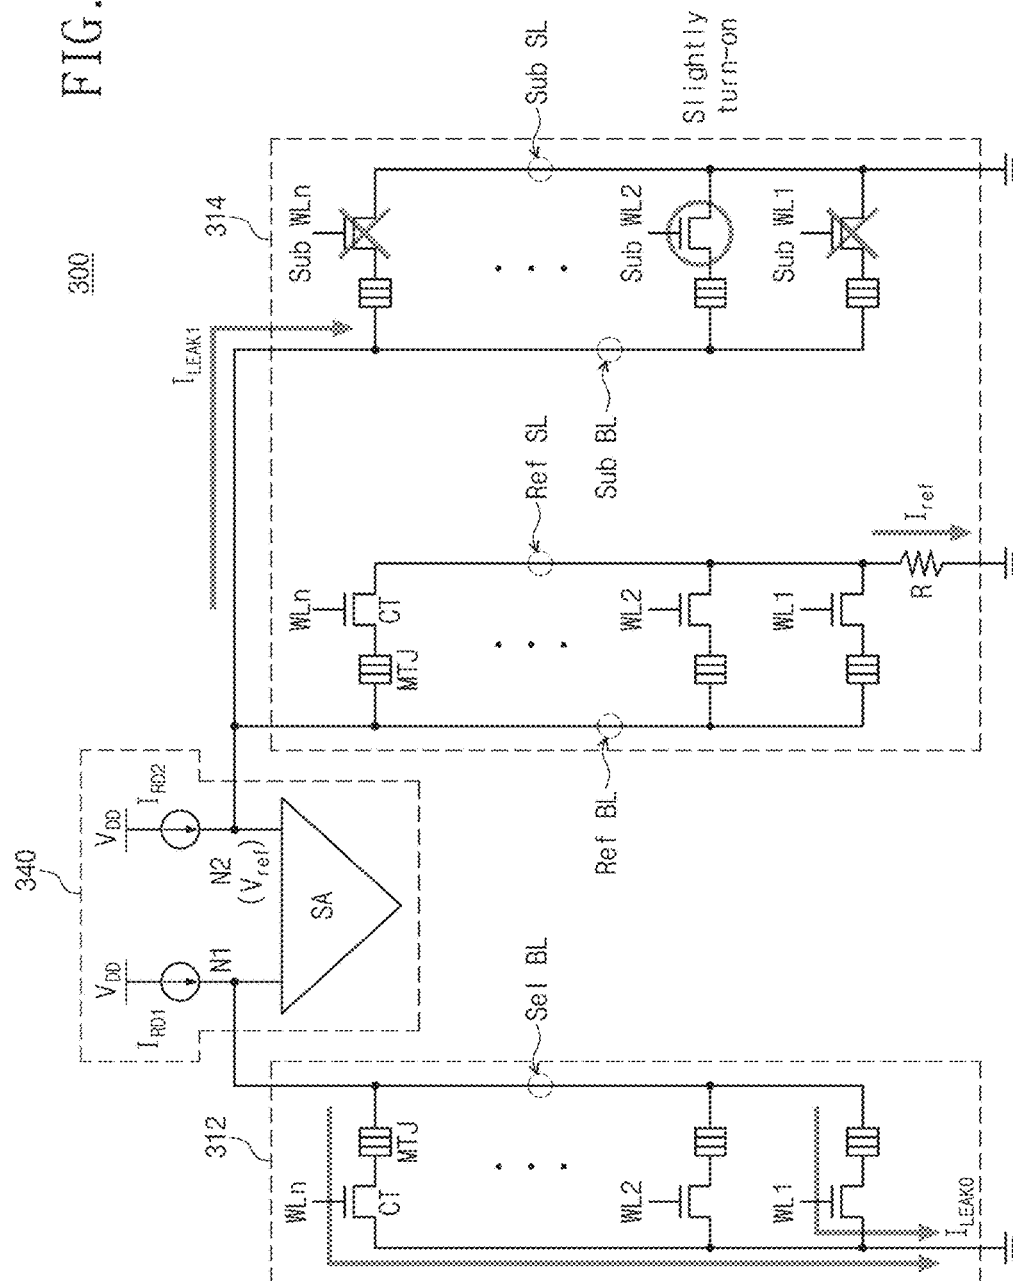 FIG.
300
340
V_DD
V_DD
I_RD1
I_RD2
N1
N2
(V_ref)
SA
I_LEAK1
312
314
WLn
CT
MTJ
Sel BL
WL2
WL1
I_LEAK0
WLn
CT
MTJ
Ref BL
Ref SL
WL2
WL1
R
I_ref
Sub WLn
Sub BL
Sub SL
Sub WL2
Sub WL1
Slightly
turn-on